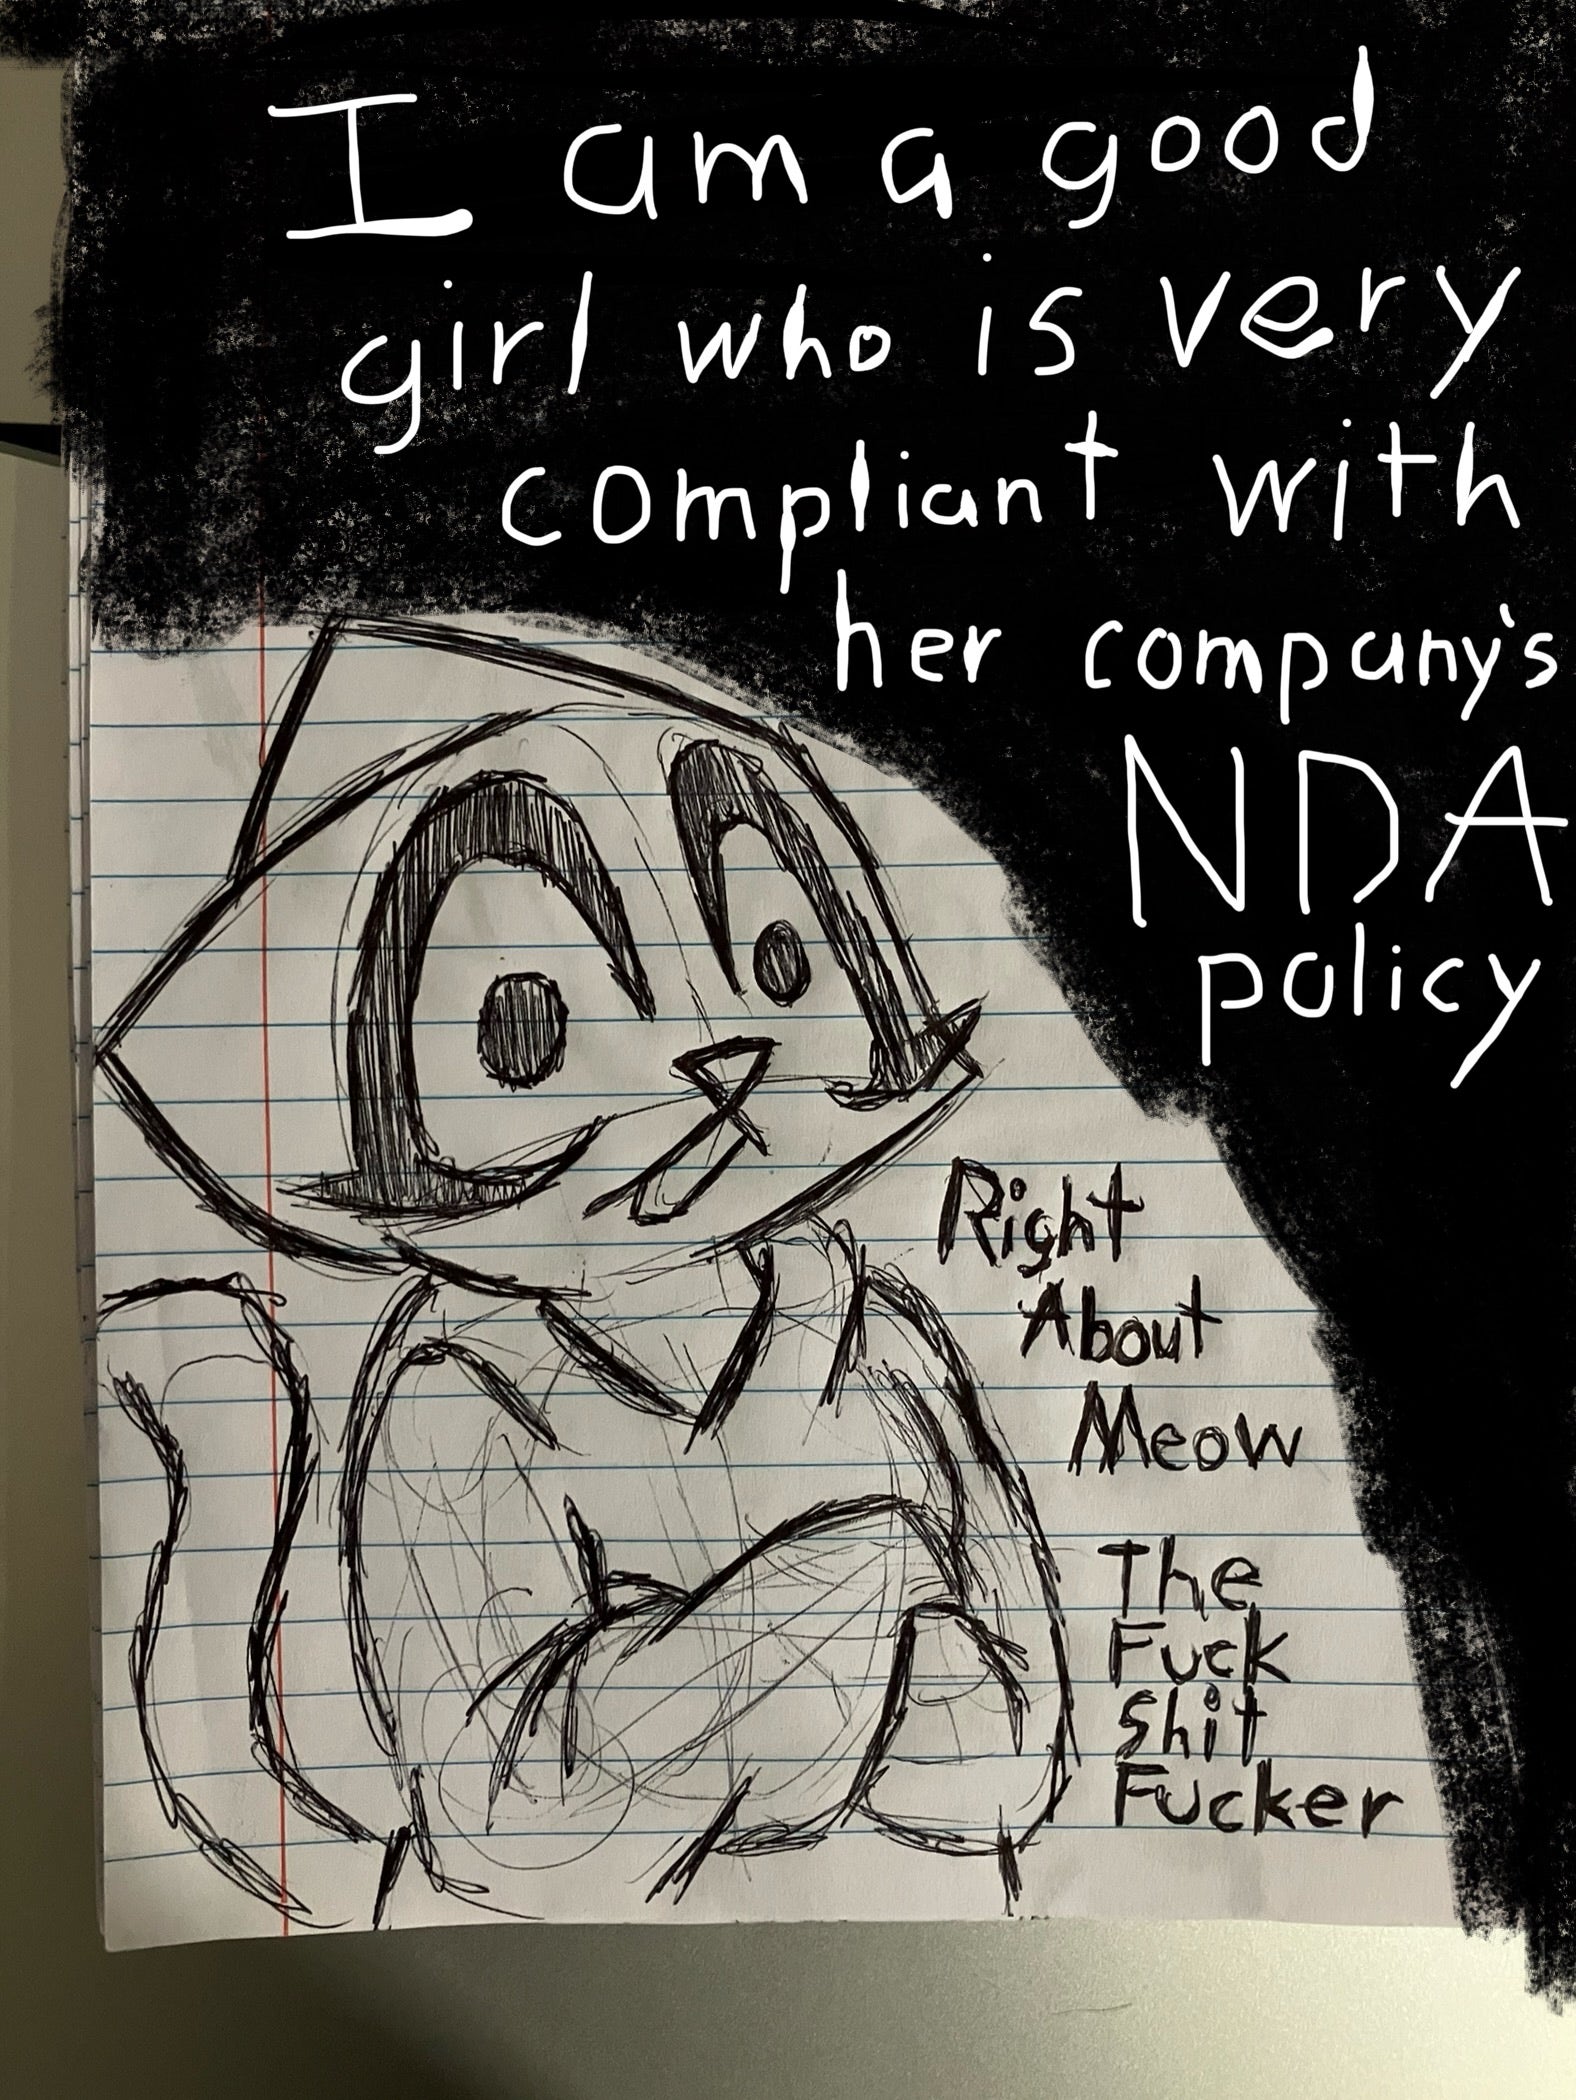 I am a good
girl who is very
compliant with
her company's
NDA
policy
Right
About
Meow
The
Fuck
Shit
Fucker